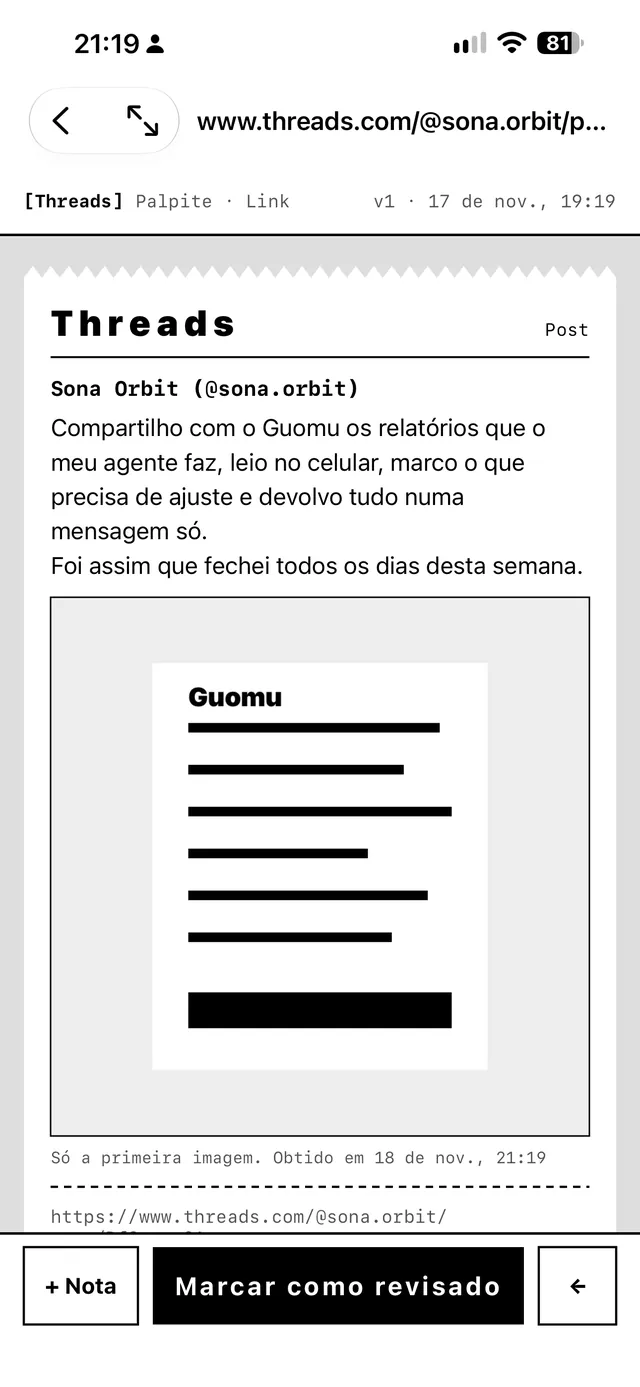 21:19
81
www.threads.com/@sona.orbit/p...
[Threads] Palpite · Link
v1 · 17 de nov., 19:19
Threads
Post
Sona Orbit (@sona.orbit)
Compartilho com o Guomu os relatórios que o
meu agente faz, leio no celular, marco o que
precisa de ajuste e devolvo tudo numa
mensagem só.
Foi assim que fechei todos os dias desta semana.
Guomu
Só a primeira imagem. Obtido em 18 de nov., 21:19
https://www.threads.com/@sona.orbit/
+ Nota
Marcar como revisado